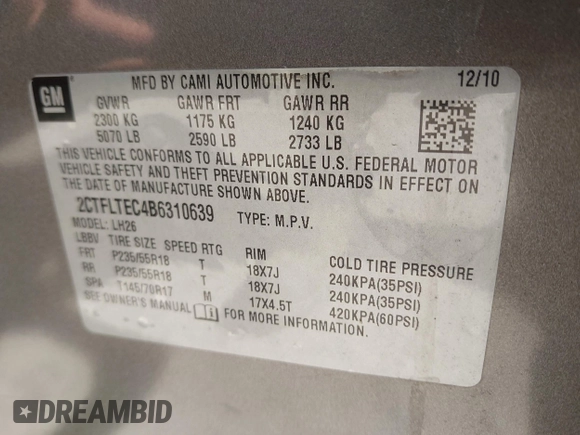 GM
MFD BY CAMI AUTOMOTIVE INC. 12/10
GVWR GAWR FRT GAWR RR
2300 KG 1175 KG 1240 KG
5070 LB 2590 LB 2733 LB
THIS VEHICLE CONFORMS TO ALL APPLICABLE U.S. FEDERAL MOTOR
VEHICLE SAFETY AND THEFT PREVENTION STANDARDS IN EFFECT ON
THE DATE OF MANUFACTURE SHOWN ABOVE.
2CTFLTEC4B6310639 TYPE: M.P.V.
MODEL: LH26
LBBV TIRE SIZE SPEED RTG RIM COLD TIRE PRESSURE
FRT P235/55R18 T 18X7J 240KPA(35PSI)
RR P235/55R18 T 18X7J 240KPA(35PSI)
SPA T145/70R17 M 17X4.5T 420KPA(60PSI)
SEE OWNER'S MANUAL FOR MORE INFORMATION.
DREAMBID